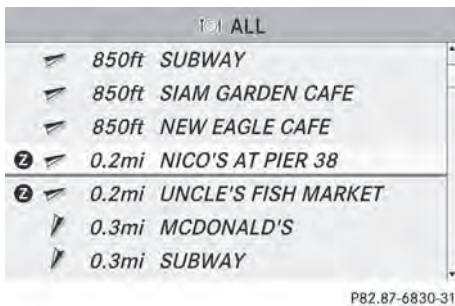 ALL
850ft SUBWAY
850ft SIAM GARDEN CAFE
850ft NEW EAGLE CAFE
Z 0.2mi NICO'S AT PIER 38
Z 0.2mi UNCLE'S FISH MARKET
0.3mi MCDONALD'S
0.3mi SUBWAY
P82.87-6830-31